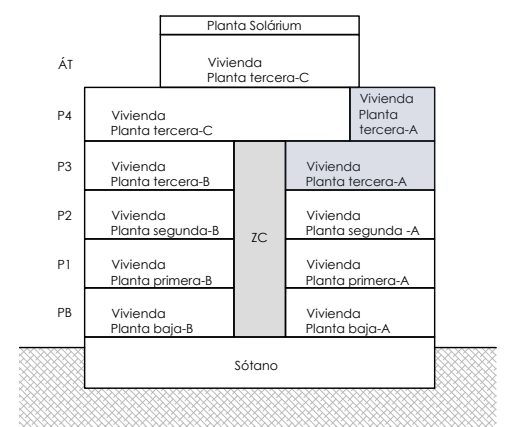 Planta Solárium
ÁT
Vivienda
Planta tercera-C
P4
Vivienda
Planta tercera-C
Vivienda
Planta
tercera-A
P3
Vivienda
Planta tercera-B
Vivienda
Planta tercera-A
P2
Vivienda
Planta segunda-B
ZC
Vivienda
Planta segunda -A
P1
Vivienda
Planta primera-B
Vivienda
Planta primera-A
PB
Vivienda
Planta baja-B
Vivienda
Planta baja-A
Sótano